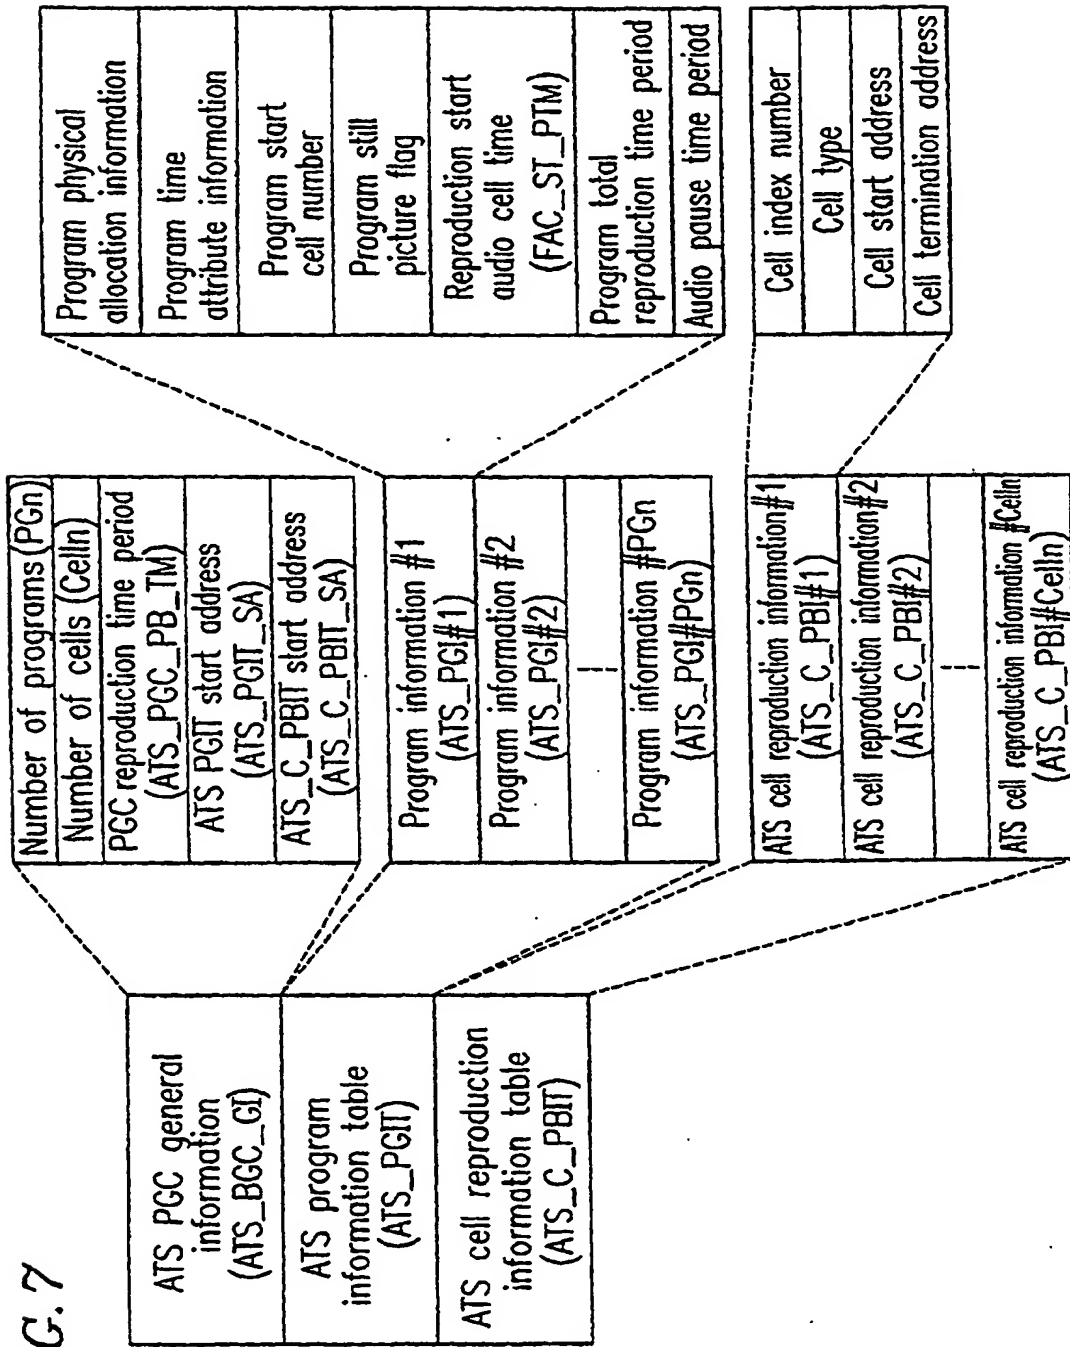 G.7
ATS PGC general
information
(ATS_BGC_GI)
ATS program
information table
(ATS_PGIT)
ATS cell reproduction
information table
(ATS_C_PBIT)
Number of programs (PGn)
Number of cells (Celln)
PGC reproduction time period
(ATS_PGC_PB_TM)
ATS PGIT start address
(ATS_PGIT_SA)
ATS_C_PBIT start address
(ATS_C_PBIT_SA)
Program information #1
(ATS_PGI#1)
Program information #2
(ATS_PGI#2)
Program information #PGn
(ATS_PGI#PGn)
ATS cell reproduction information#1
(ATS_C_PBI#1)
ATS cell reproduction information#2
(ATS_C_PBI#2)
ATS cell reproduction information #Celln
(ATS_C_PBI#Celln)
Program physical
allocation information
Program time
attribute information
Program start
cell number
Program still
picture flag
Reproduction start
audio cell time
(FAC_ST_PTM)
Program total
reproduction time period
Audio pause time period
Cell index number
Cell type
Cell start address
Cell termination address